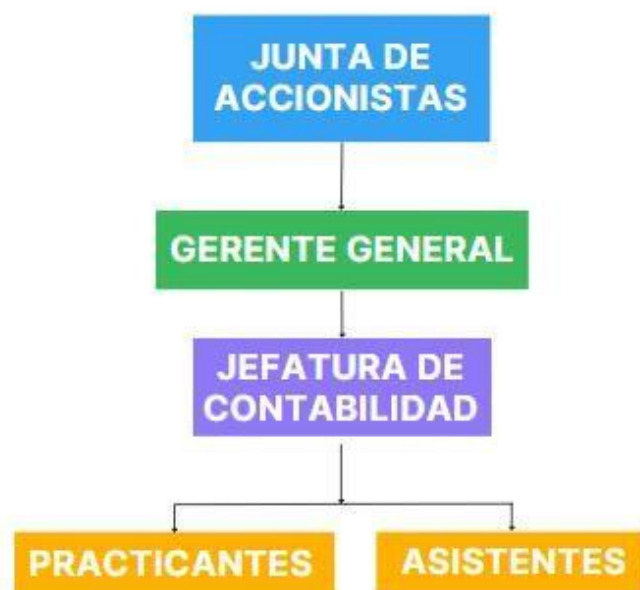 JUNTA DE
ACCIONISTAS
GERENTE GENERAL
JEFATURA DE
CONTABILIDAD
PRACTICANTES
ASISTENTES